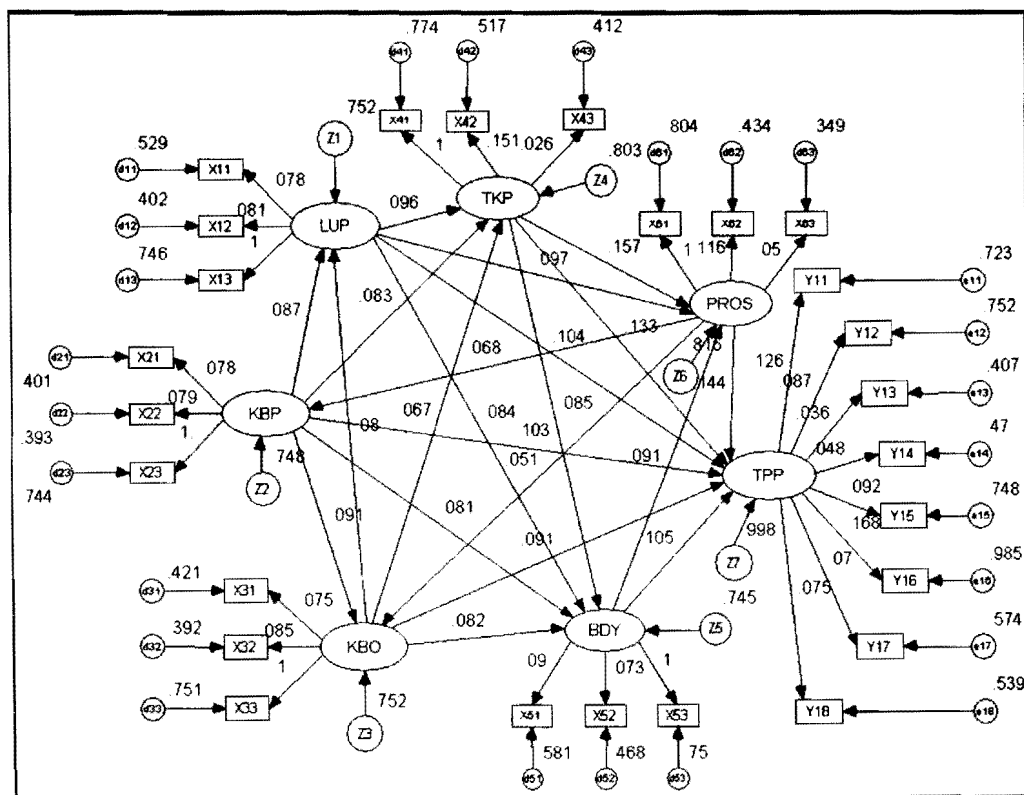 .774 517 412
d41 d42 d43
752 X41 X42 X43
.529 Z1 1 .151 .026 .803 804 .434 349
d11 X11 078 TKP Z4 d61 d62 d63
402 096
d12 X12 .081 LUP X61 X62 X63
746 1 097 .157 1 116 05 .723
d13 X13 Y11 e11
087 .083 PROS .752
.104 133 Y12 e12
d21 X21 068 816 126 .407
401 078 Z6 144 087 Y13 e13
d22 X22 .079 KBP 067 084 085 036 47
.393 1 08 103 048 Y14 e14
d23 X23 748 051 091 TPP
744 Z2 092 Y15 748 e15
.091 081 168
.091 105 Z7 998 07 .985
.421 Y16 e16
d31 X31 075 .745 075
.392 .082 BDY Z5 574
d32 X32 .085 KBO Y17 e17
.751 1 09 073 1 .539
d33 X33 752 Y18 e18
Z3 X51 X52 X53
581 468 75
d51 d52 d53